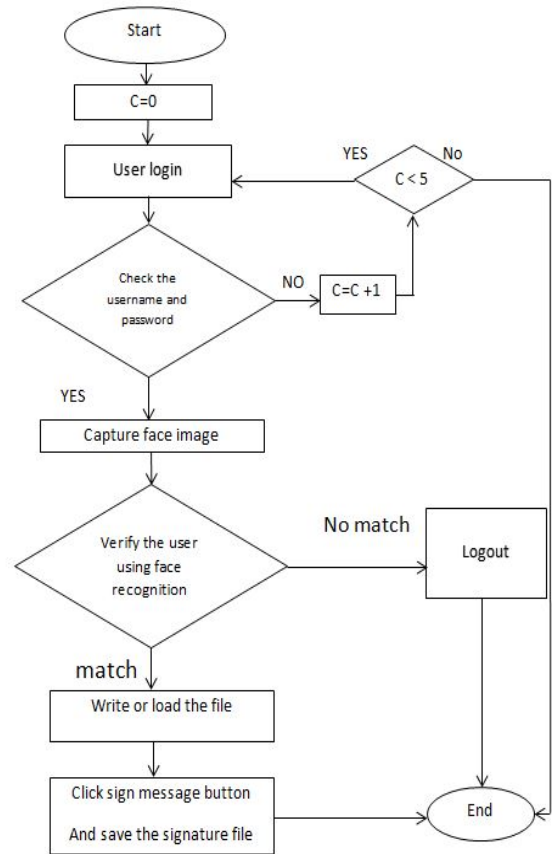 Start
C=0
User login
YES
No
C < 5
Check the
username and
password
NO
C=C +1
YES
Capture face image
Verify the user
using face
recognition
No match
Logout
match
Write or load the file
Click sign message button
And save the signature file
End